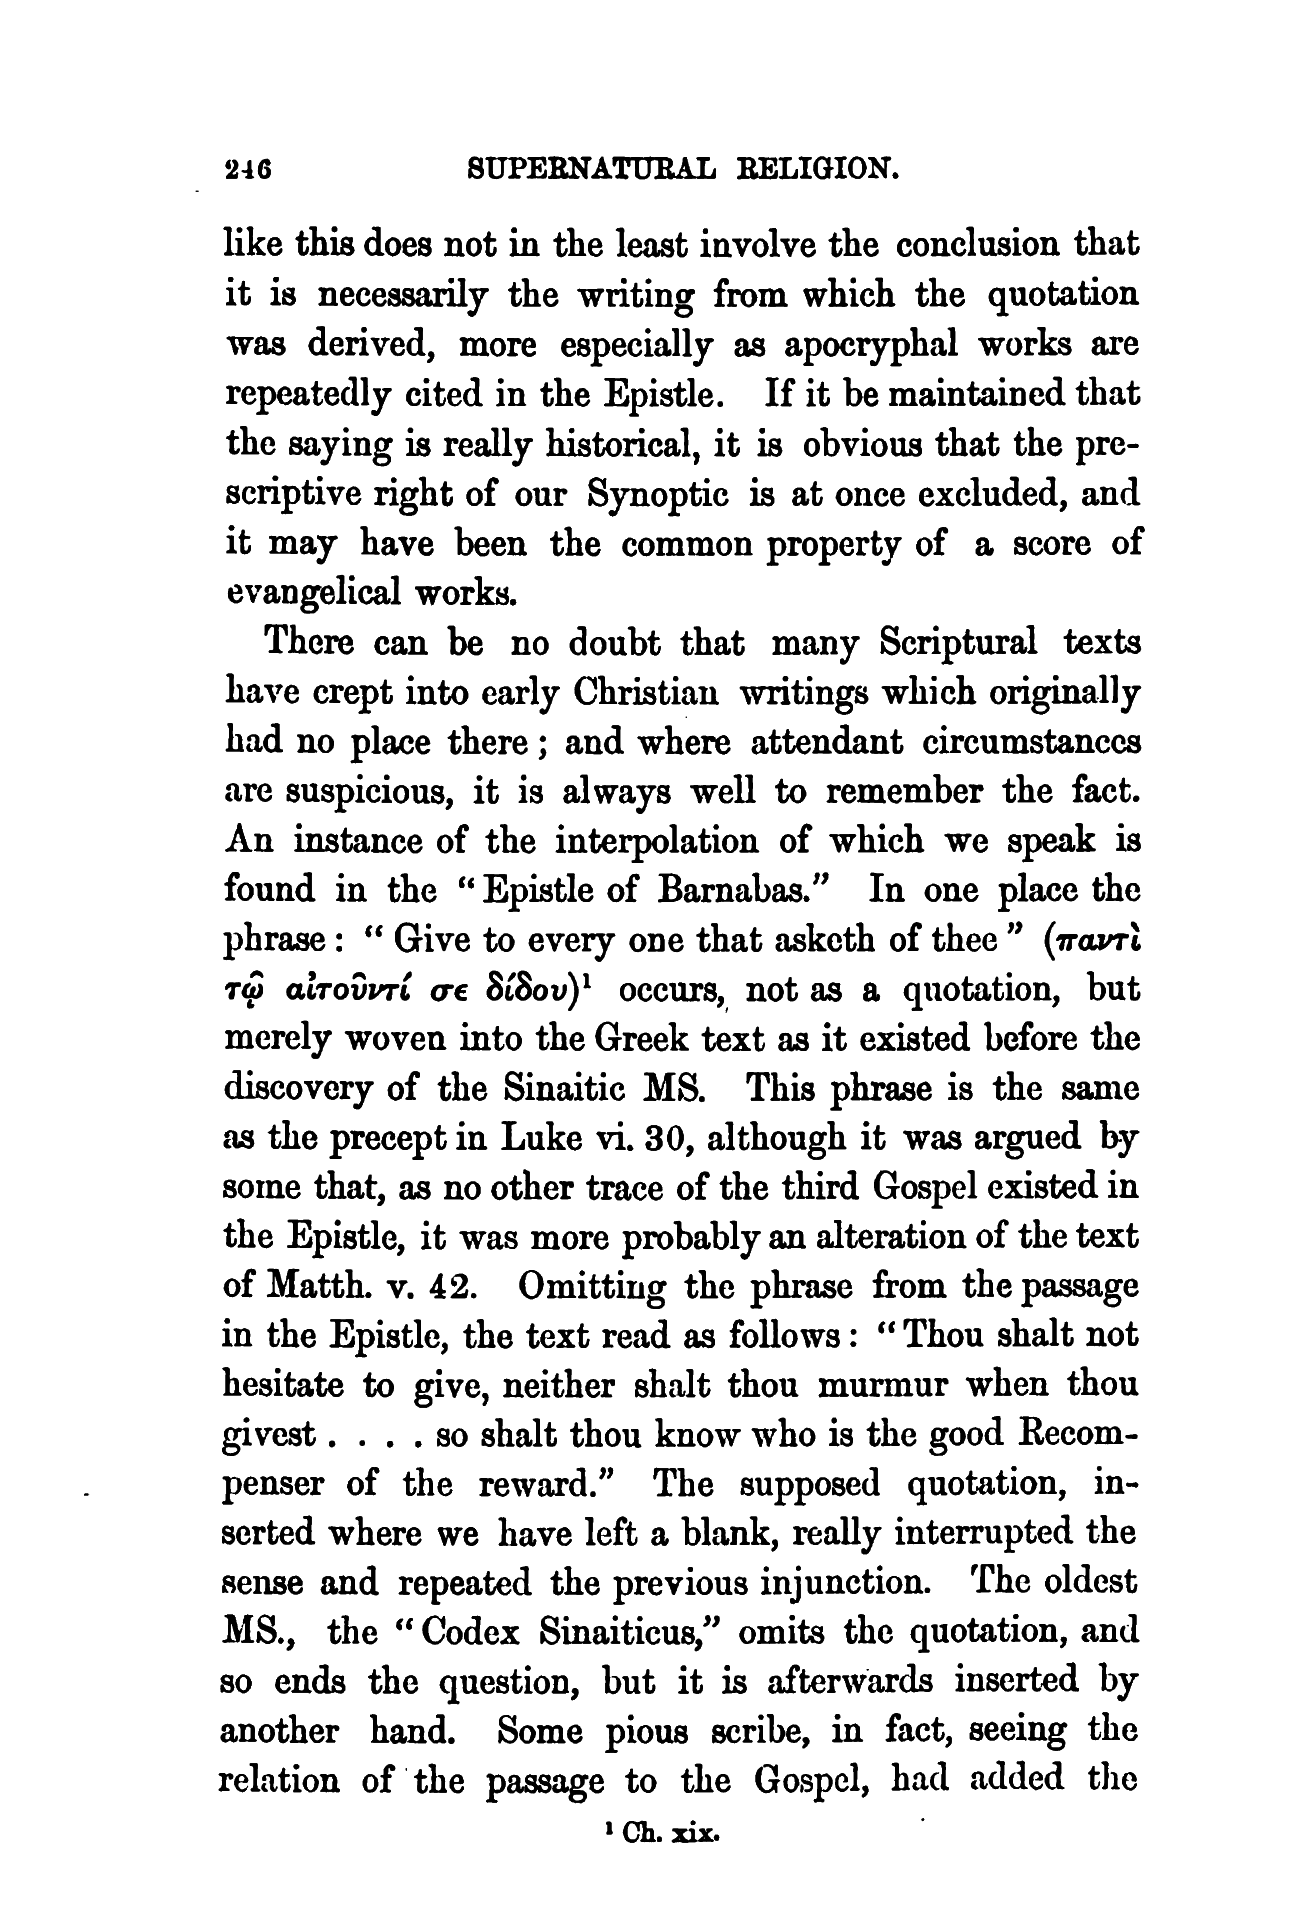 246 SUPERNATURAL RELIGION.
like this does not in the least involve the conclusion that
it is necessarily the writing from which the quotation
was derived, more especially as apocryphal works are
repeatedly cited in the Epistle. If it be maintained that
the saying is really historical, it is obvious that the pre-
scriptive right of our Synoptic is at once excluded, and
it may have been the common property of a score of
evangelical works.
There can be no doubt that many Scriptural texts
have crept into early Christian writings which originally
had no place there ; and where attendant circumstances
are suspicious, it is always well to remember the fact.
An instance of the interpolation of which we speak is
found in the “ Epistle of Barnabas.” In one place the
phrase : “ Give to every one that asketh of thee ” (παντὶ
τῷ αἰτοῦντί σε δίδου)¹ occurs, not as a quotation, but
merely woven into the Greek text as it existed before the
discovery of the Sinaitic MS. This phrase is the same
as the precept in Luke vi. 30, although it was argued by
some that, as no other trace of the third Gospel existed in
the Epistle, it was more probably an alteration of the text
of Matth. v. 42. Omitting the phrase from the passage
in the Epistle, the text read as follows : “ Thou shalt not
hesitate to give, neither shalt thou murmur when thou
givest . . . . so shalt thou know who is the good Recom-
penser of the reward.” The supposed quotation, in-
serted where we have left a blank, really interrupted the
sense and repeated the previous injunction. The oldest
MS., the “ Codex Sinaiticus,” omits the quotation, and
so ends the question, but it is afterwards inserted by
another hand. Some pious scribe, in fact, seeing the
relation of the passage to the Gospel, had added the
¹ Ch. xix.